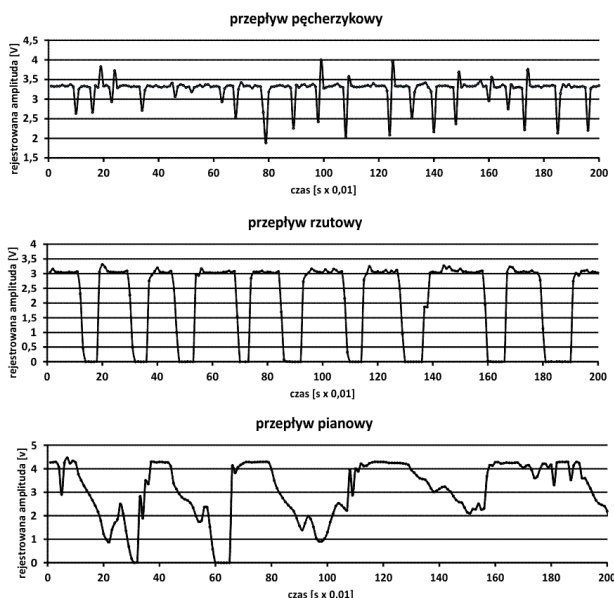 przepływ pęcherzykowy
rejestrowana amplituda [V]
4,5
4
3,5
3
2,5
2
1,5
0 20 40 60 80 100 120 140 160 180 200
czas [s x 0,01]
przepływ rzutowy
rejestrowana amplituda [V]
4
3,5
3
2,5
2
1,5
1
0,5
0
0 20 40 60 80 100 120 140 160 180 200
czas [s x 0,01]
przepływ pianowy
rejestrowana amplituda [v]
5
4
3
2
1
0
0 20 40 60 80 100 120 140 160 180 200
czas [s x 0,01]